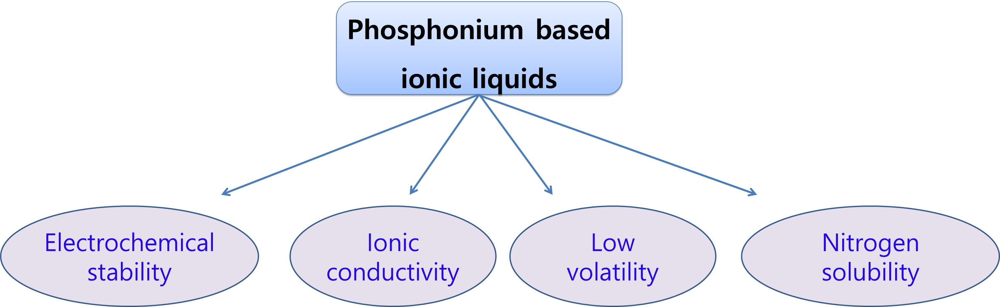 Phosphonium based
ionic liquids
Electrochemical
stability
Ionic
conductivity
Low
volatility
Nitrogen
solubility